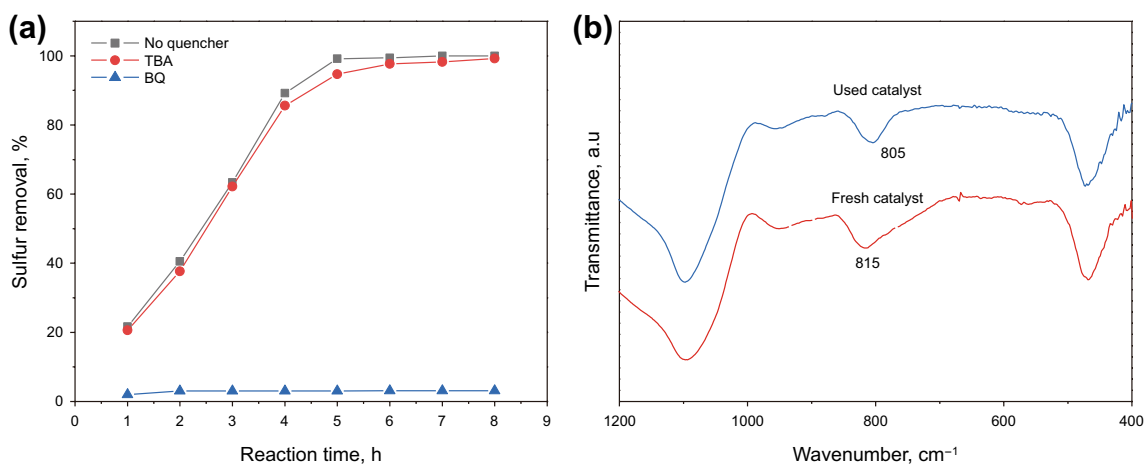 (a)
No quencher
TBA
BQ
Sulfur removal, %
100
80
60
40
20
0
0 1 2 3 4 5 6 7 8 9
Reaction time, h
(b)
Used catalyst
805
Fresh catalyst
815
Transmittance, a.u
1200 1000 800 600 400
Wavenumber, cm⁻¹